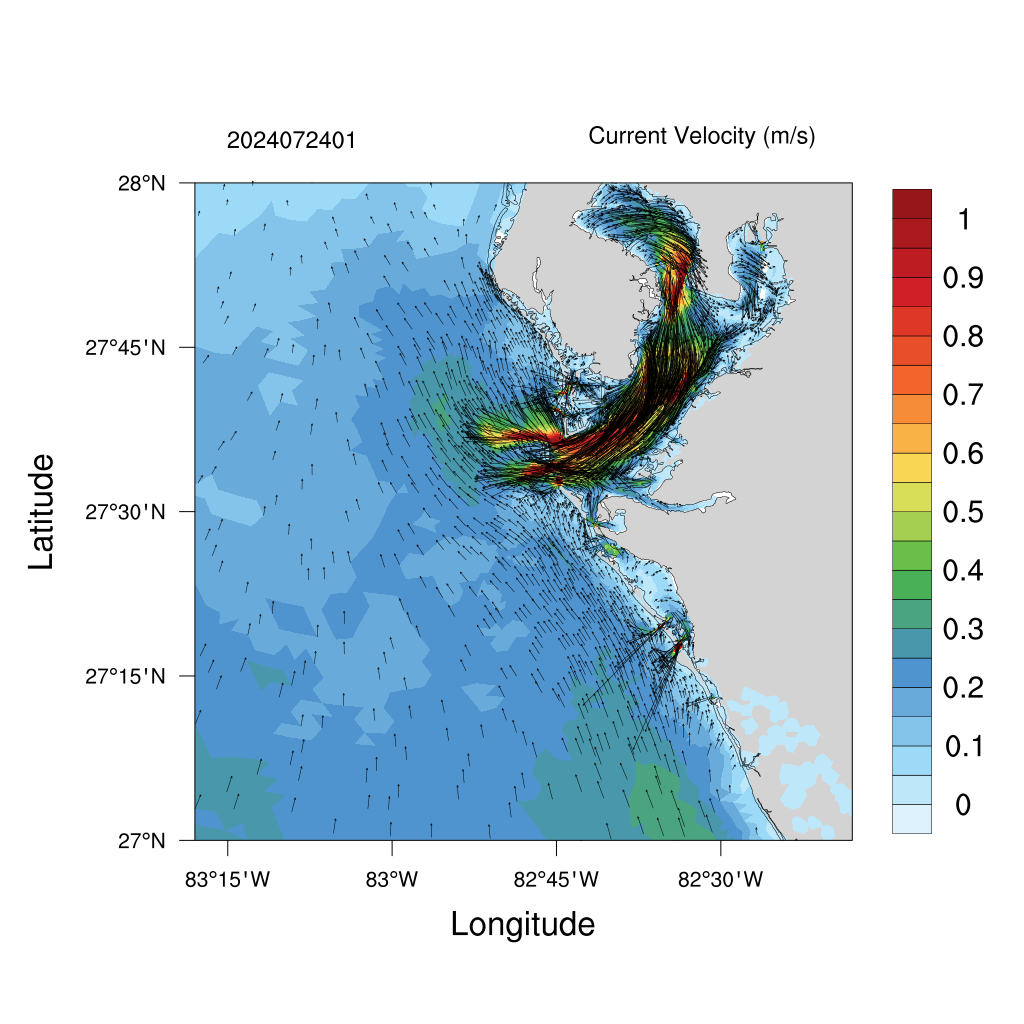 2024072401
Current Velocity (m/s)
28°N
27°45'N
27°30'N
27°15'N
27°N
Latitude
83°15'W
83°W
82°45'W
82°30'W
Longitude
1
0.9
0.8
0.7
0.6
0.5
0.4
0.3
0.2
0.1
0